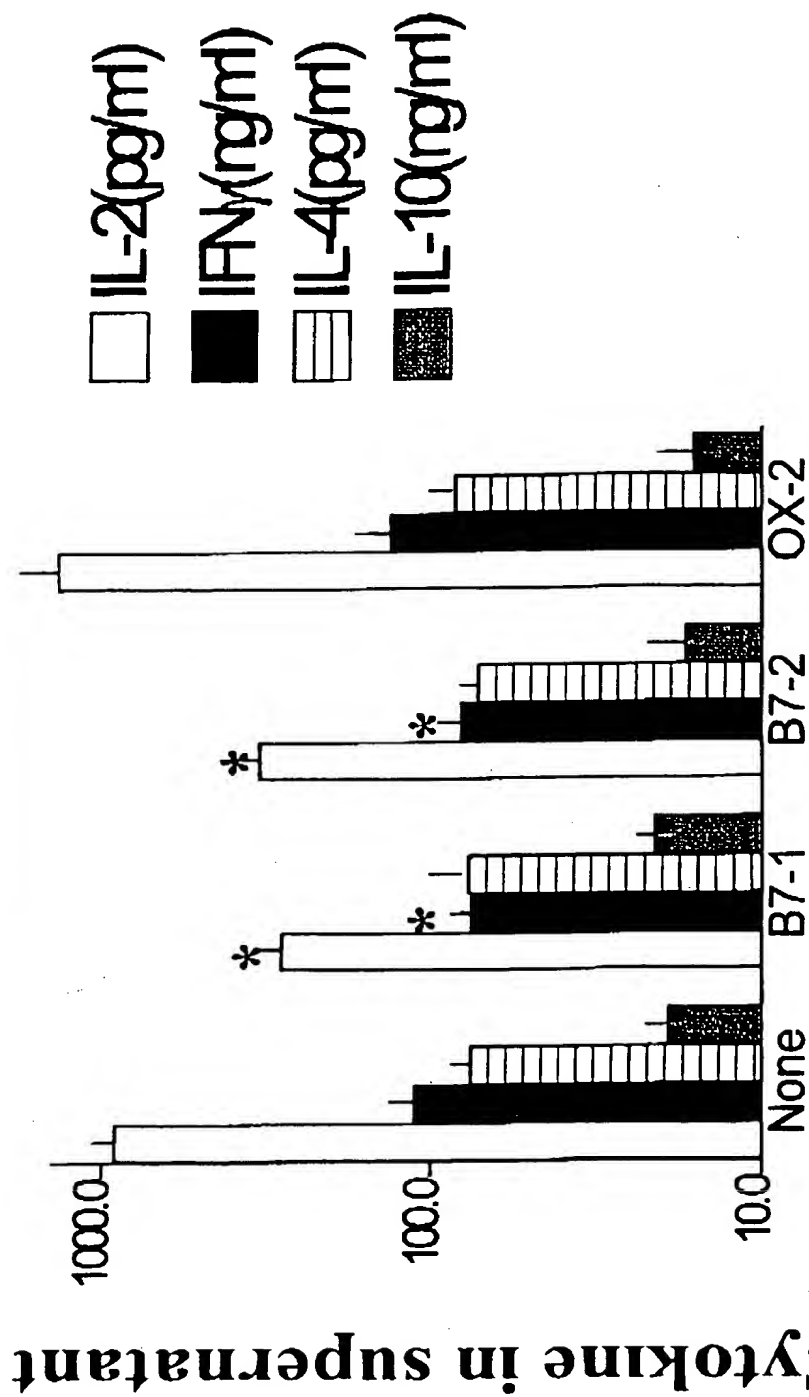 ytokine in supernatant
1000.0
100.0
10.0
*
*
*
*
None
B7-1
B7-2
OX-2
IL-2(pg/ml)
IFNγ(ng/ml)
IL-4(pg/ml)
IL-10(ng/ml)